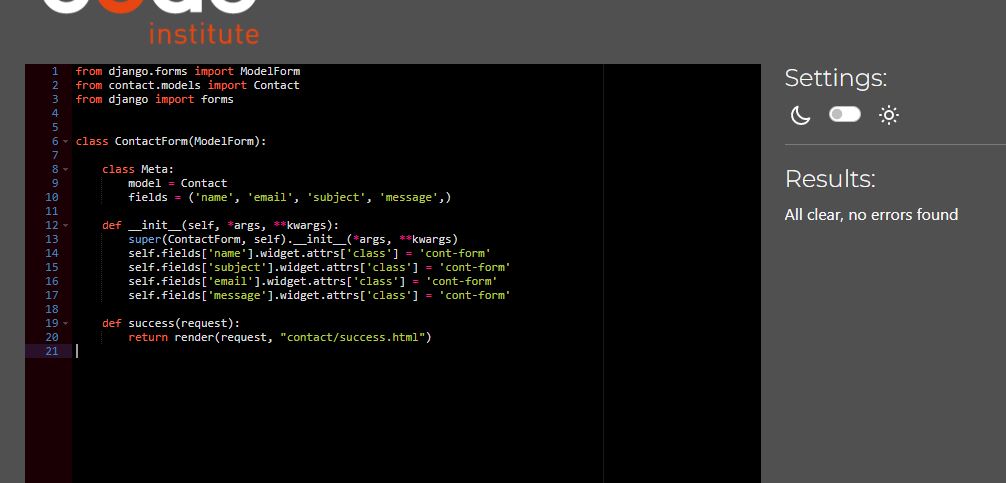 institute
1 from django.forms import ModelForm
2 from contact.models import Contact
3 from django import forms
4
5
6 class ContactForm(ModelForm):
7
8     class Meta:
9         model = Contact
10         fields = ('name', 'email', 'subject', 'message',)
11
12     def __init__(self, *args, **kwargs):
13         super(ContactForm, self).__init__(*args, **kwargs)
14         self.fields['name'].widget.attrs['class'] = 'cont-form'
15         self.fields['subject'].widget.attrs['class'] = 'cont-form'
16         self.fields['email'].widget.attrs['class'] = 'cont-form'
17         self.fields['message'].widget.attrs['class'] = 'cont-form'
18
19     def success(request):
20         return render(request, "contact/success.html")
21
Settings:
Results:
All clear, no errors found